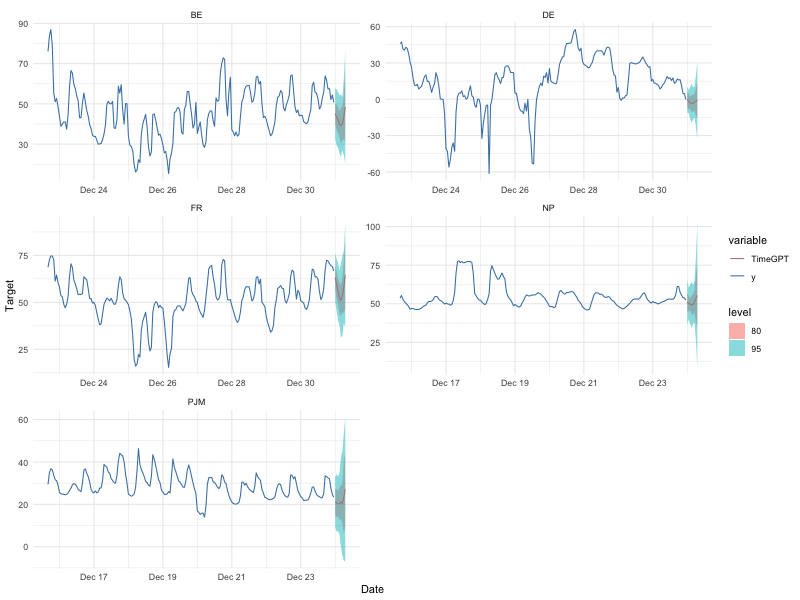 BE
90
70
50
30
Dec 24
Dec 26
Dec 28
Dec 30
DE
60
30
0
-30
-60
Dec 24
Dec 26
Dec 28
Dec 30
FR
75
50
25
Dec 24
Dec 26
Dec 28
Dec 30
NP
100
75
50
25
Dec 17
Dec 19
Dec 21
Dec 23
PJM
60
40
20
0
Dec 17
Dec 19
Dec 21
Dec 23
Target
Date
variable
TimeGPT
y
level
80
95